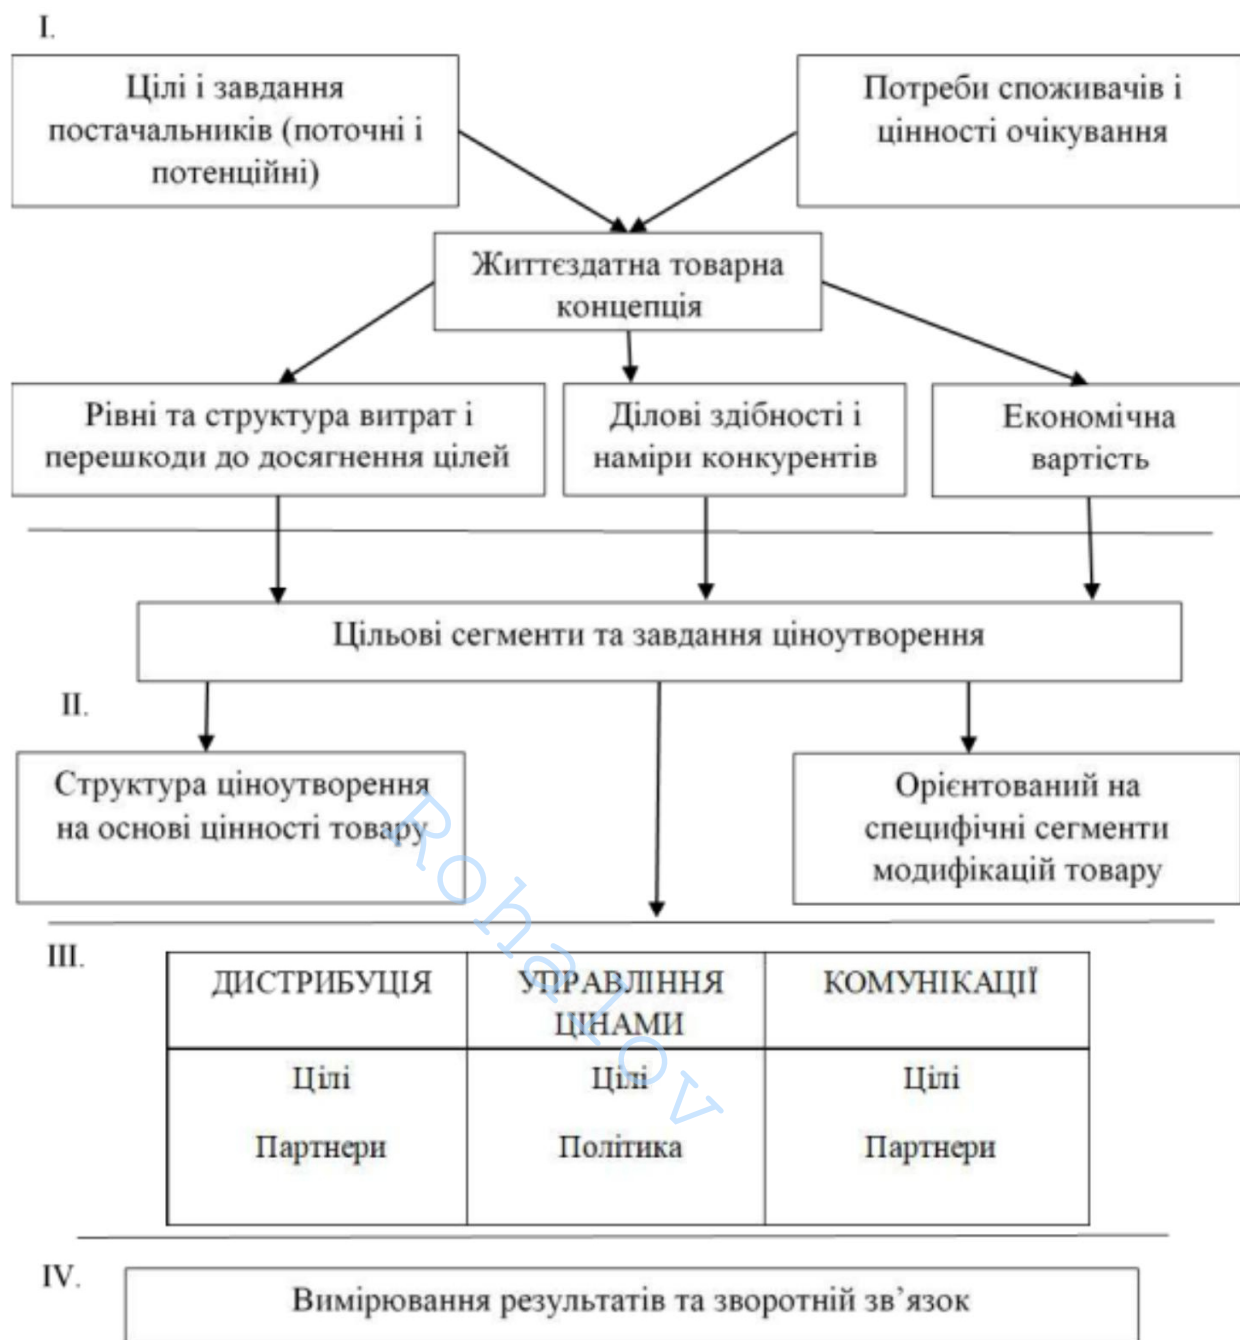 I.
Цілі і завдання
постачальників (поточні і
потенційні)
Потреби споживачів і
цінності очікування
Життєздатна товарна
концепція
Рівні та структура витрат і
перешкоди до досягнення цілей
Ділові здібності і
наміри конкурентів
Економічна
вартість
Цільові сегменти та завдання ціноутворення
II.
Структура ціноутворення
на основі цінності товару
Орієнтований на
специфічні сегменти
модифікацій товару
Rohalov
III.
ДИСТРИБУЦІЯ
УПРАВЛІННЯ
ЦІНАМИ
КОМУНІКАЦІЇ
Цілі
Партнери
Цілі
Політика
Цілі
Партнери
IV.
Вимірювання результатів та зворотній зв’язок